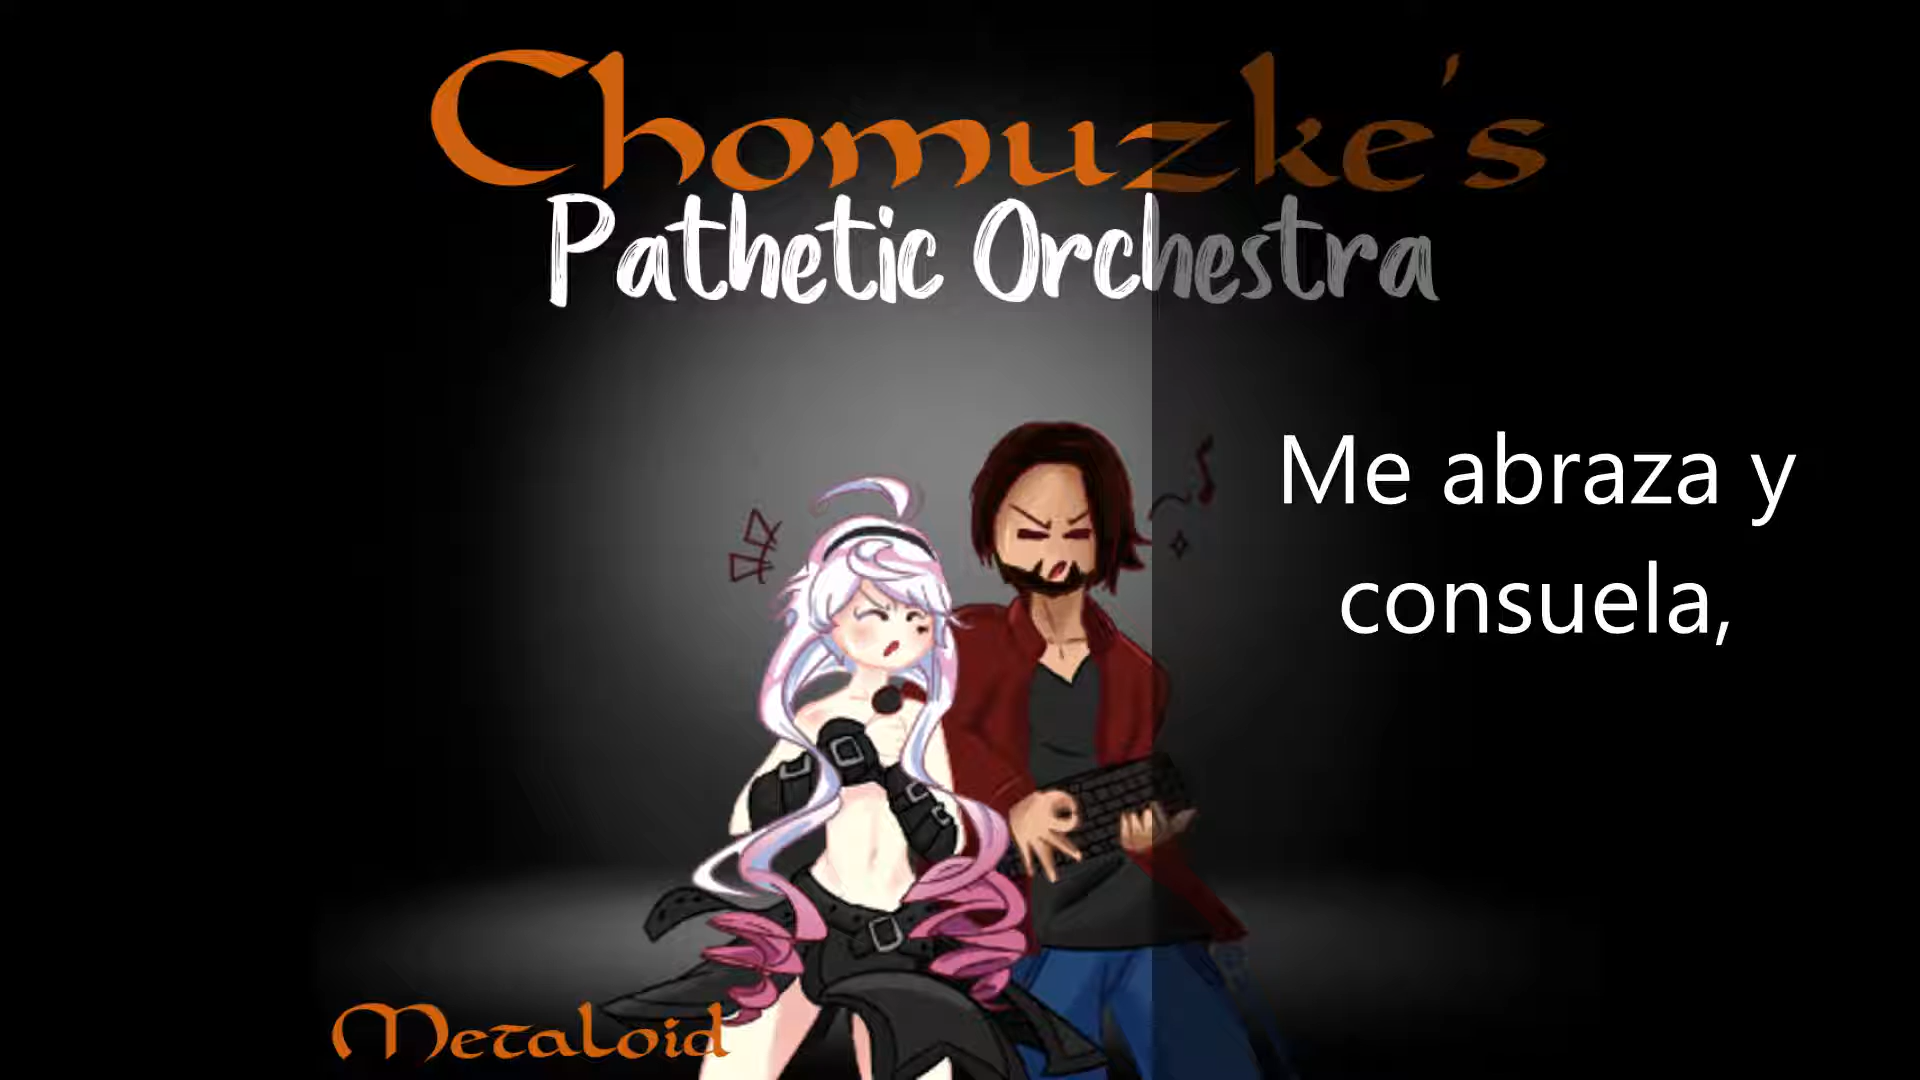 Chomuzke's
Pathetic Orchestra
Me abraza y
consuela,
Metaloid